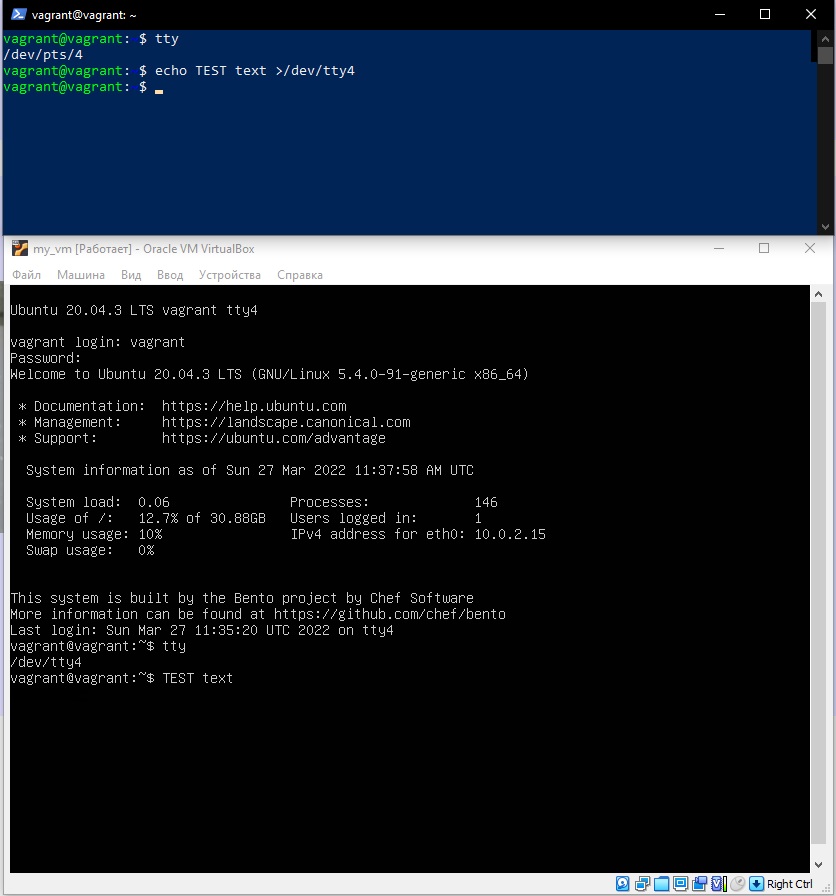 vagrant@vagrant: ~
vagrant@vagrant: $ tty
/dev/pts/4
vagrant@vagrant: $ echo TEST text >/dev/tty4
vagrant@vagrant: $
my_vm [Работает] - Oracle VM VirtualBox
Файл Машина Вид Ввод Устройства Справка
Ubuntu 20.04.3 LTS vagrant tty4
vagrant login: vagrant
Password:
Welcome to Ubuntu 20.04.3 LTS (GNU/Linux 5.4.0-91-generic x86_64)
* Documentation: https://help.ubuntu.com
* Management: https://landscape.canonical.com
* Support: https://ubuntu.com/advantage
System information as of Sun 27 Mar 2022 11:37:58 AM UTC
System load: 0.06 Processes: 146
Usage of /: 12.7% of 30.88GB Users logged in: 1
Memory usage: 10% IPv4 address for eth0: 10.0.2.15
Swap usage: 0%
This system is built by the Bento project by Chef Software
More information can be found at https://github.com/chef/bento
Last login: Sun Mar 27 11:35:20 UTC 2022 on tty4
vagrant@vagrant:~$ tty
/dev/tty4
vagrant@vagrant:~$ TEST text
Right Ctrl